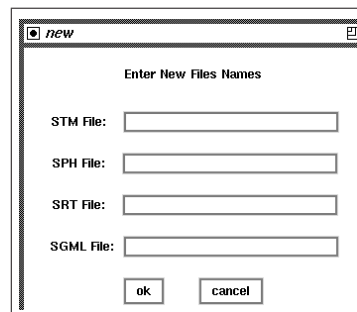 new
Enter New Files Names
STM File:
SPH File:
SRT File:
SGML File:
ok cancel